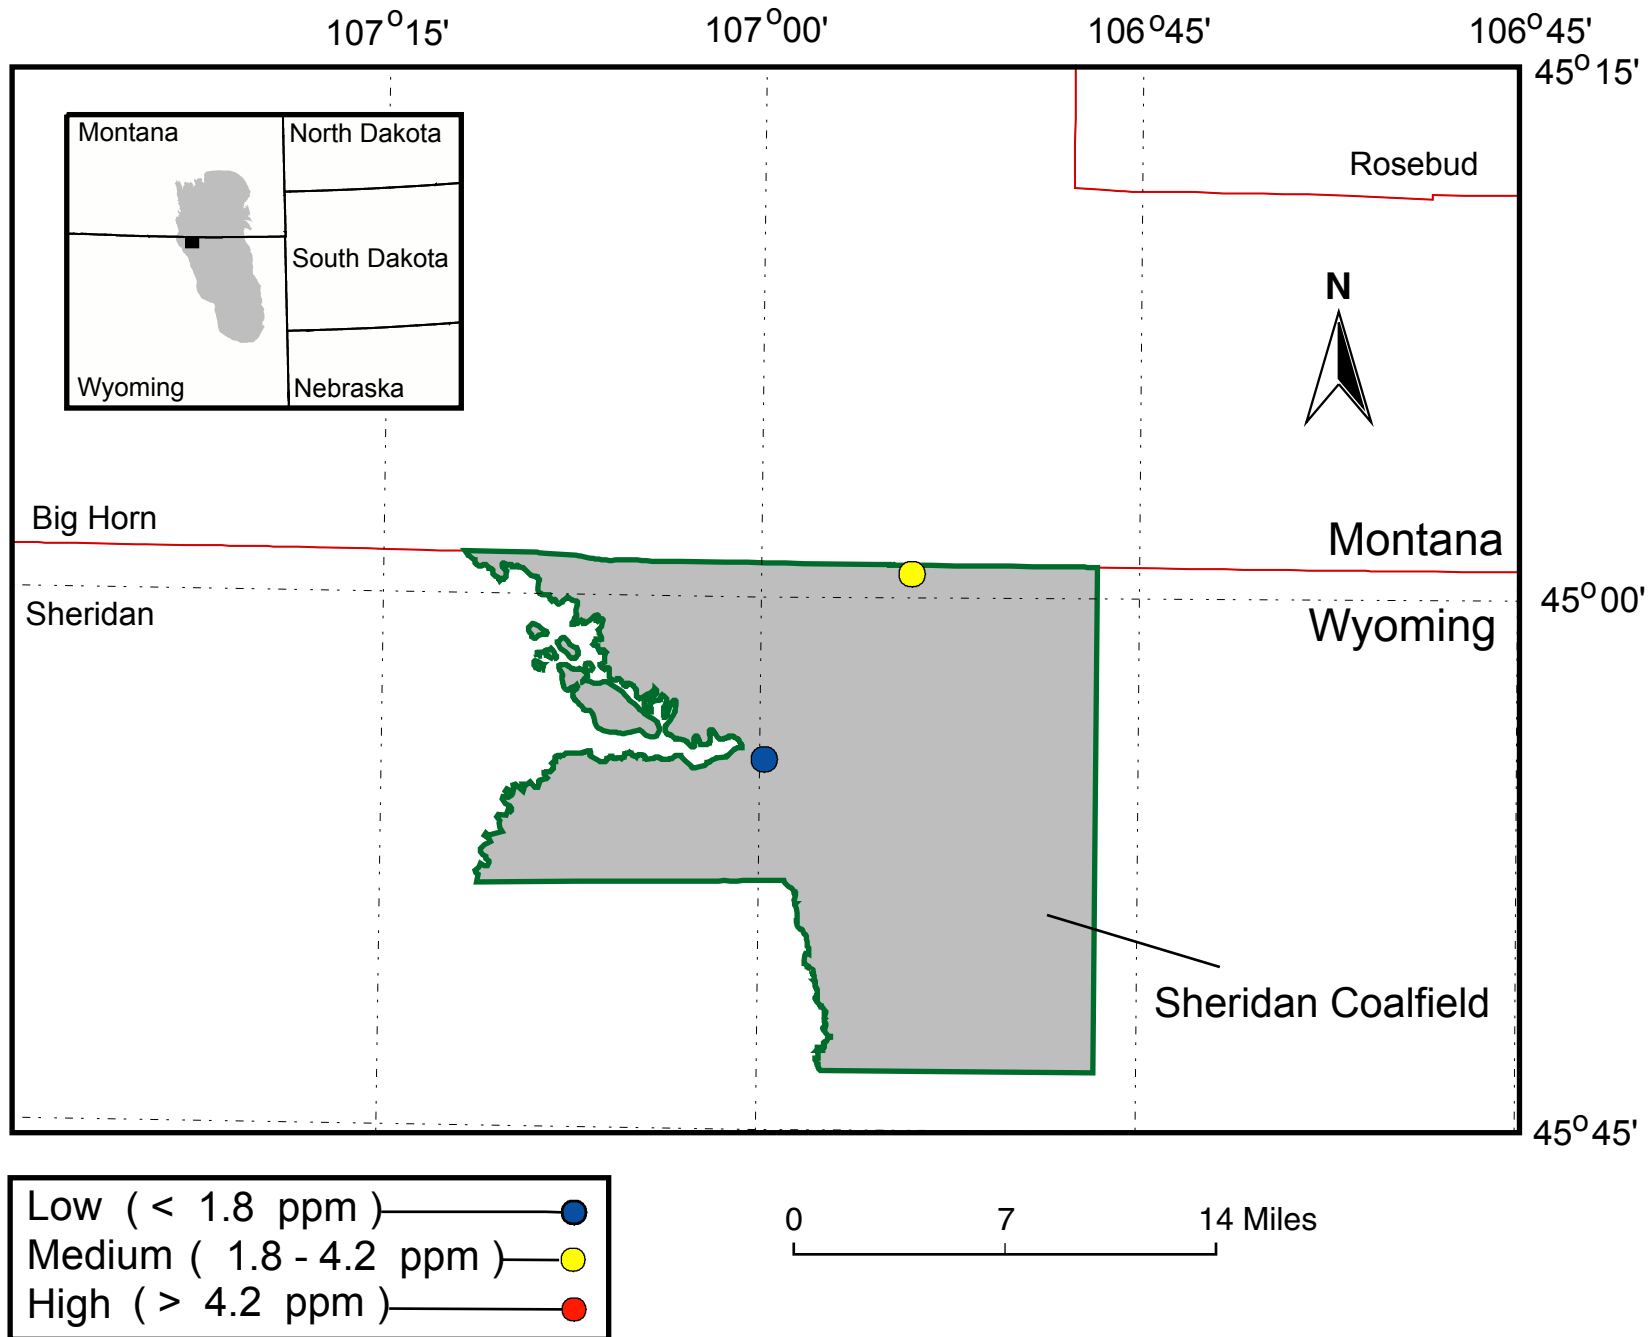 107°15' 107°00' 106°45' 106°45'
45°15'
Montana North Dakota
Rosebud
South Dakota
N
Wyoming Nebraska
Big Horn
Montana
45°00'
Sheridan
Wyoming
Sheridan Coalfield
45°45'
Low ( < 1.8 ppm )
Medium ( 1.8 - 4.2 ppm )
High ( > 4.2 ppm )
0 7 14 Miles